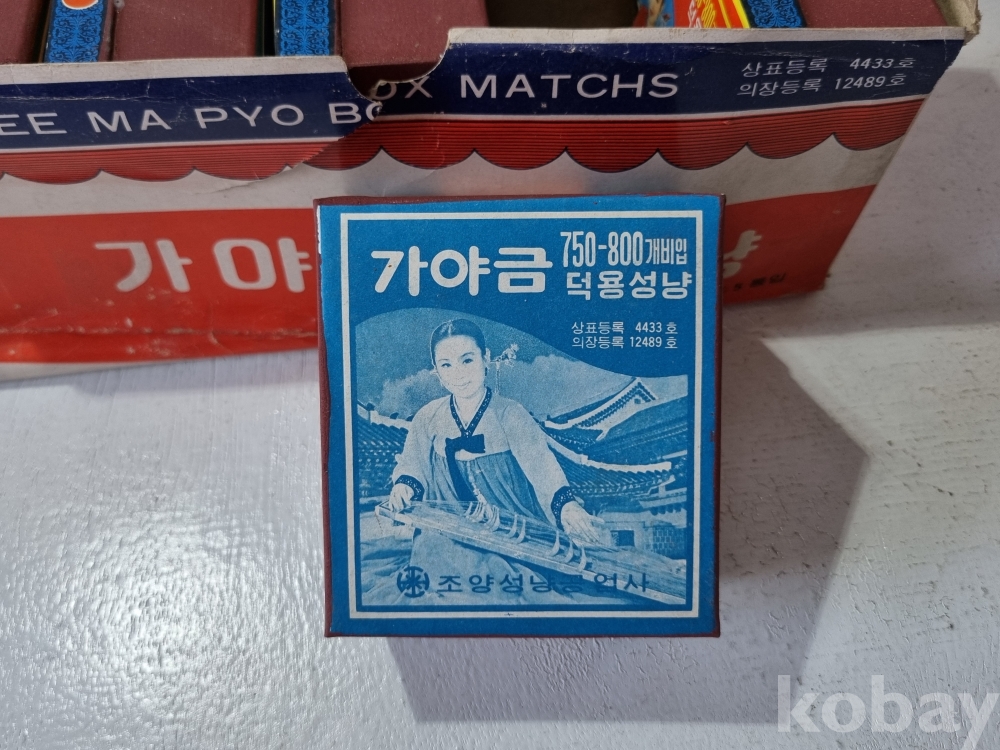 EE MA PYO BOX MATCHS
상표등록 4433호
의장등록 12489호
가야
가야금
750-800개비입
덕용성냥
상표등록 4433호
의장등록 12489호
조양성냥공업사
kobay